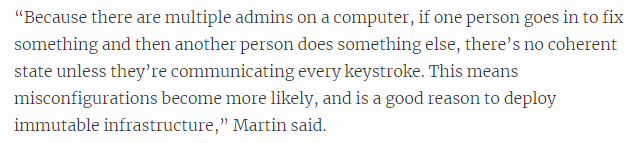 “Because there are multiple admins on a computer, if one person goes in to fix
something and then another person does something else, there’s no coherent
state unless they’re communicating every keystroke. This means
misconfigurations become more likely, and is a good reason to deploy
immutable infrastructure,” Martin said.